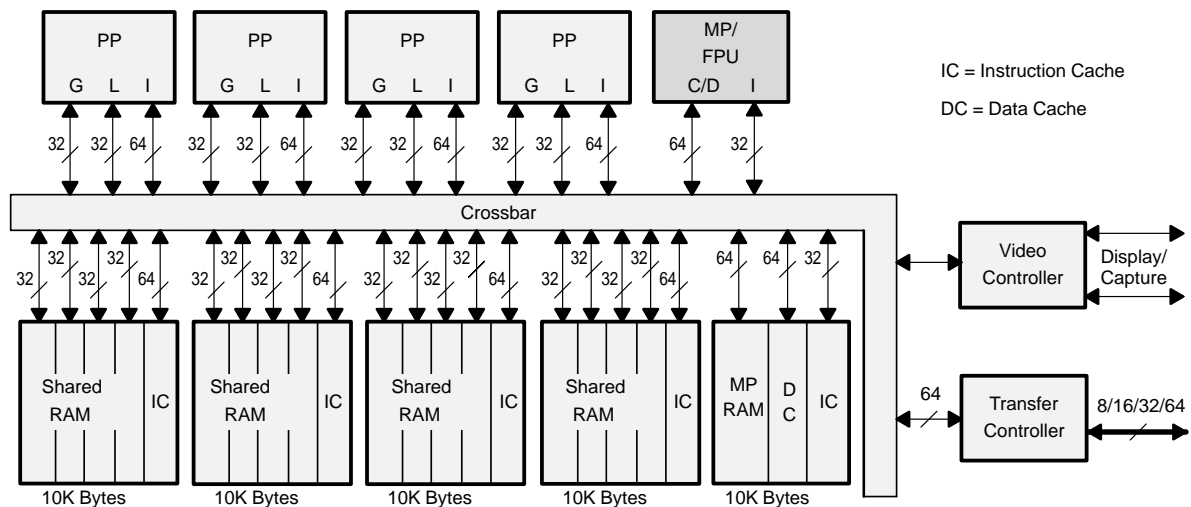 PP PP PP PP MP/
FPU
G L I G L I G L I G L I C/D I
IC = Instruction Cache
DC = Data Cache
32 32 64 32 32 64 32 32 64 32 32 64 64 32
Crossbar
32 32 32 32 64 32 32 32 32 64 32 32 32 32 64 32 32 32 32 64 64 64 32
Video
Controller
Display/
Capture
Shared
RAM
IC
Shared
RAM
IC
Shared
RAM
IC
Shared
RAM
IC
MP
RAM
D
C
IC
64
Transfer
Controller
8/16/32/64
10K Bytes 10K Bytes 10K Bytes 10K Bytes 10K Bytes